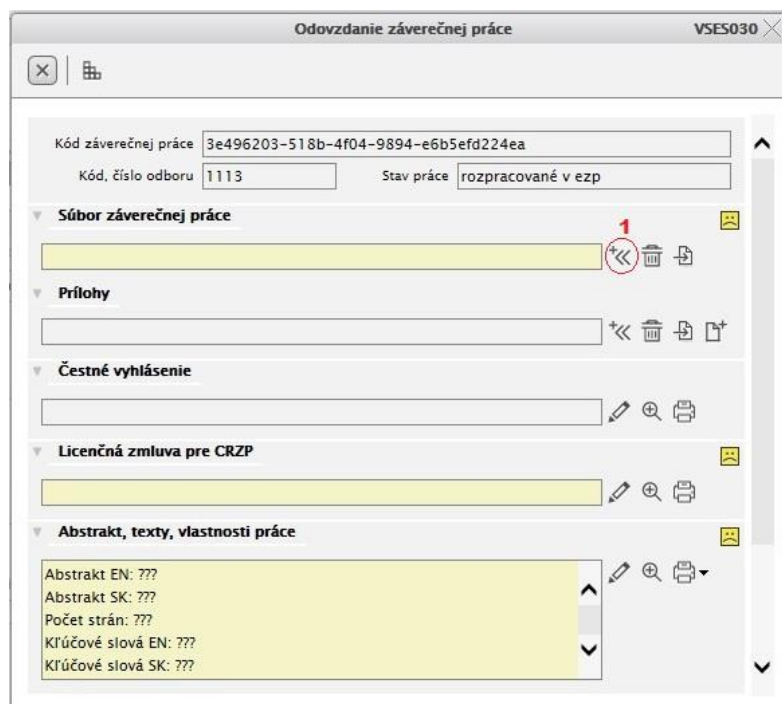 Odovzdanie záverečnej práce VSES030
Kód záverečnej práce 3e496203-518b-4f04-9894-e6b5efd224ea
Kód, číslo odboru 1113 Stav práce rozpracované v ezp
Súbor záverečnej práce
1
Prílohy
Čestné vyhlásenie
Licenčná zmluva pre CRZP
Abstrakt, texty, vlastnosti práce
Abstrakt EN: ???
Abstrakt SK: ???
Počet strán: ???
Kľúčové slová EN: ???
Kľúčové slová SK: ???